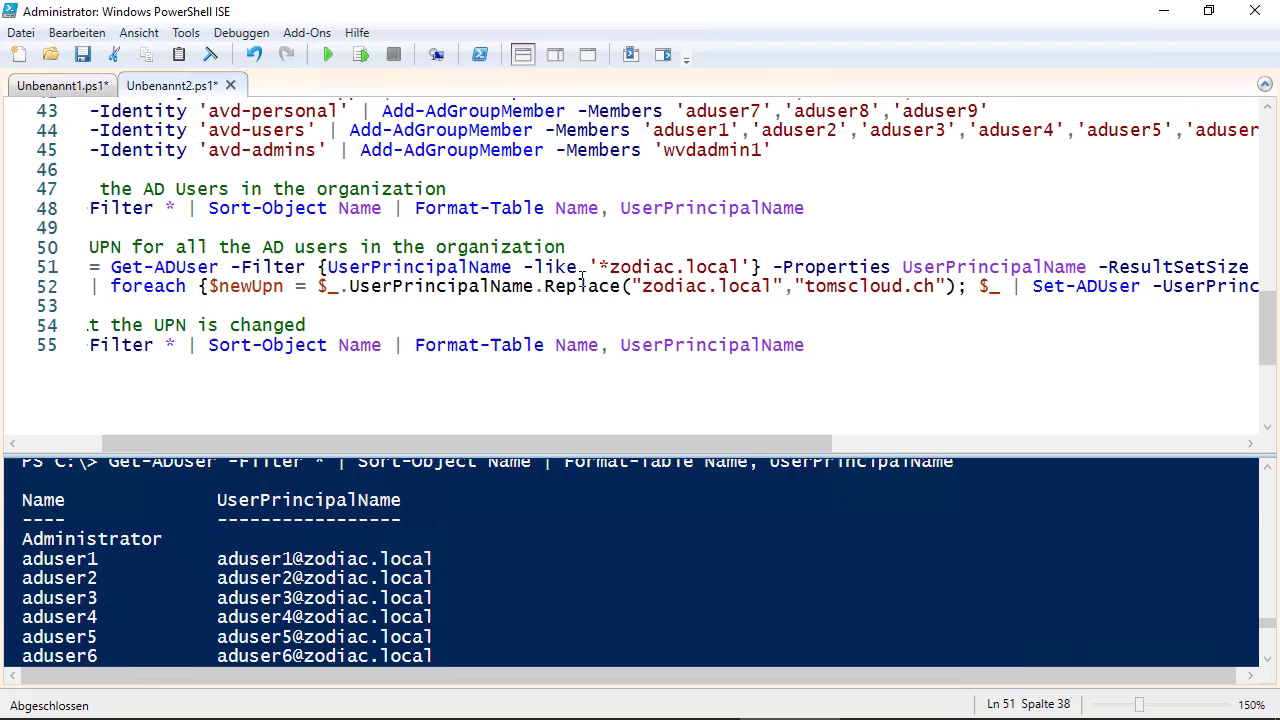 Administrator: Windows PowerShell ISE
Datei Bearbeiten Ansicht Tools Debuggen Add-Ons Hilfe
Unbenannt1.ps1* Unbenannt2.ps1*
43 -Identity 'avd-personal' | Add-AdGroupMember -Members 'aduser7','aduser8','aduser9'
44 -Identity 'avd-users' | Add-AdGroupMember -Members 'aduser1','aduser2','aduser3','aduser4','aduser5','aduser
45 -Identity 'avd-admins' | Add-AdGroupMember -Members 'wvdadmin1'
46
47 the AD Users in the organization
48 Filter * | Sort-Object Name | Format-Table Name, UserPrincipalName
49
50 UPN for all the AD users in the organization
51 = Get-ADUser -Filter {UserPrincipalName -like '*zodiac.local'} -Properties UserPrincipalName -ResultSetSize
52 | foreach {$newUpn = $_.UserPrincipalName.Replace("zodiac.local","tomscloud.ch"); $_ | Set-ADUser -UserPrinc
53
54 t the UPN is changed
55 Filter * | Sort-Object Name | Format-Table Name, UserPrincipalName
PS C:\> Get-ADUser -Filter * | Sort-Object Name | Format-Table Name, UserPrincipalName
Name UserPrincipalName
---- -----------------
Administrator
aduser1 aduser1@zodiac.local
aduser2 aduser2@zodiac.local
aduser3 aduser3@zodiac.local
aduser4 aduser4@zodiac.local
aduser5 aduser5@zodiac.local
aduser6 aduser6@zodiac.local
Abgeschlossen Ln 51 Spalte 38 150%